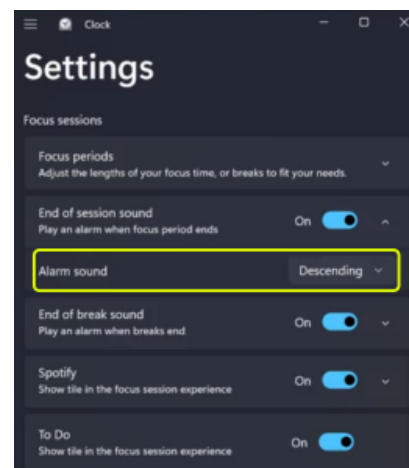 Clock
Settings
Focus sessions
Focus periods
Adjust the lengths of your focus time, or breaks to fit your needs.
End of session sound
Play an alarm when focus period ends
On
Alarm sound
Descending
End of break sound
Play an alarm when breaks end
On
Spotify
Show tile in the focus session experience
On
To Do
Show tile in the focus session experience
On